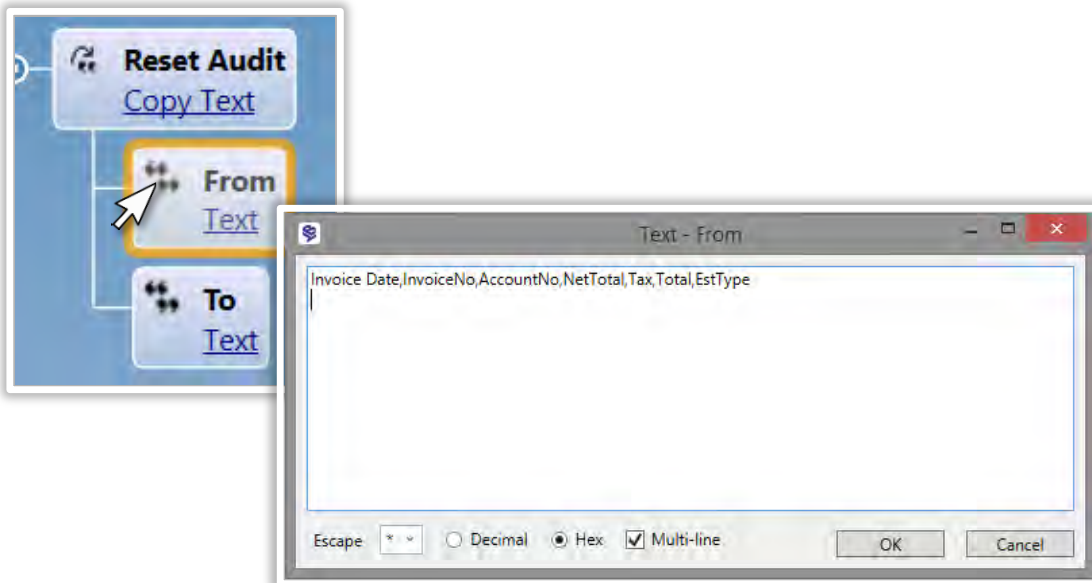 Reset Audit
Copy Text
From
Text
To
Text
Text - From
Invoice Date,InvoiceNo,AccountNo,NetTotal,Tax,Total,EstType
Escape * Decimal Hex Multi-line OK Cancel